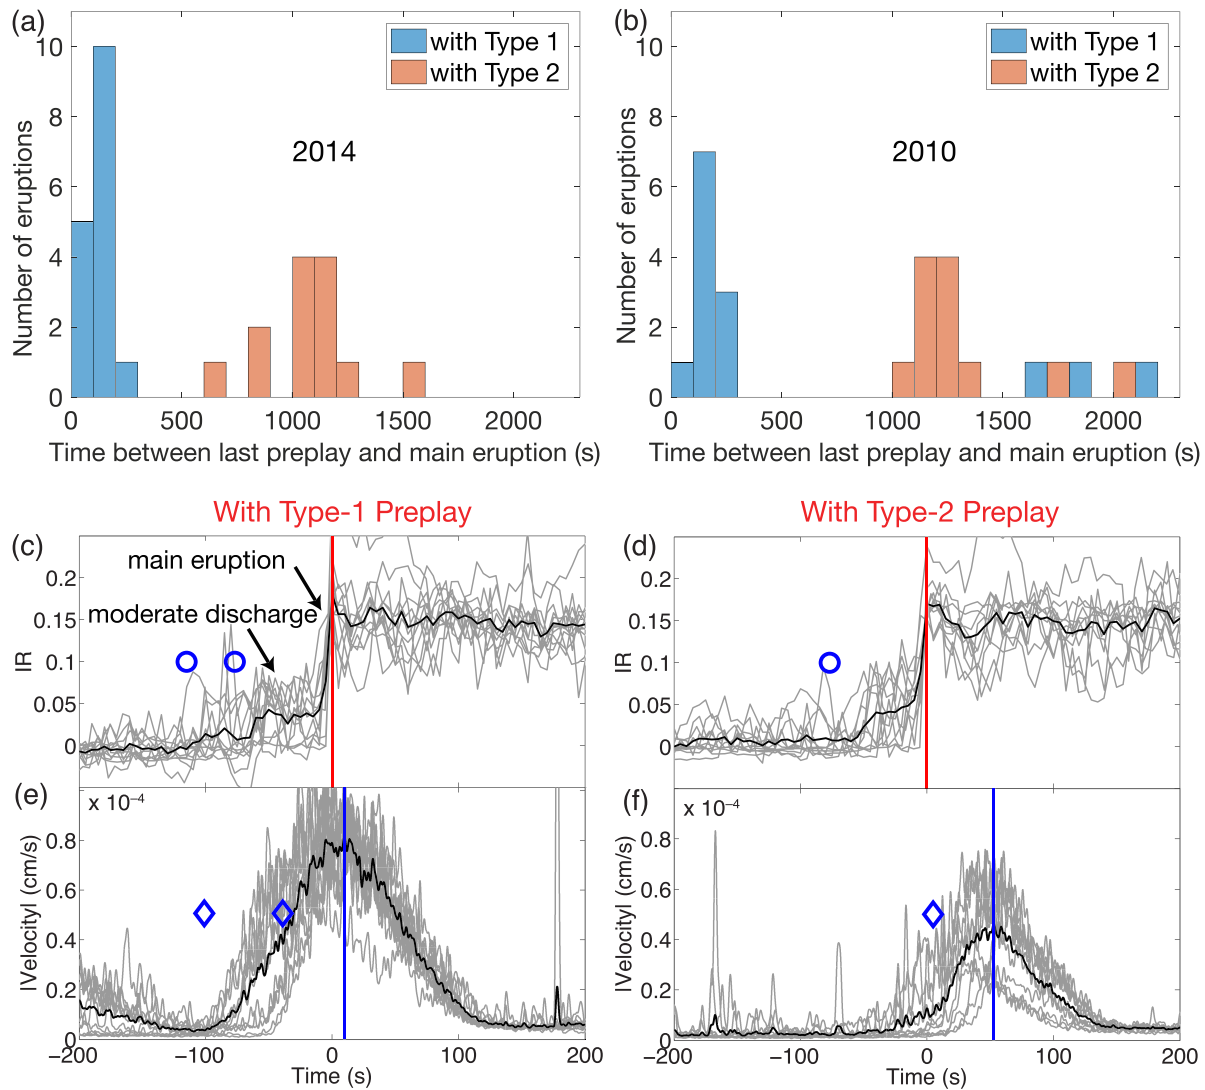 (a)
10
8
6
4
2
0
Number of eruptions
with Type 1
with Type 2
2014
0 500 1000 1500 2000
Time between last preplay and main eruption (s)
(b)
10
8
6
4
2
0
Number of eruptions
with Type 1
with Type 2
2010
0 500 1000 1500 2000
Time between last preplay and main eruption (s)
With Type-1 Preplay
(c)
main eruption
moderate discharge
0.2
0.15
0.1
0.05
0
IR
With Type-2 Preplay
(d)
0.2
0.15
0.1
0.05
0
IR
(e)
x 10⁻⁴
0.8
0.6
0.4
0.2
0
|Velocity| (cm/s)
−200 −100 0 100 200
Time (s)
(f)
x 10⁻⁴
0.8
0.6
0.4
0.2
0
|Velocity| (cm/s)
−200 −100 0 100 200
Time (s)